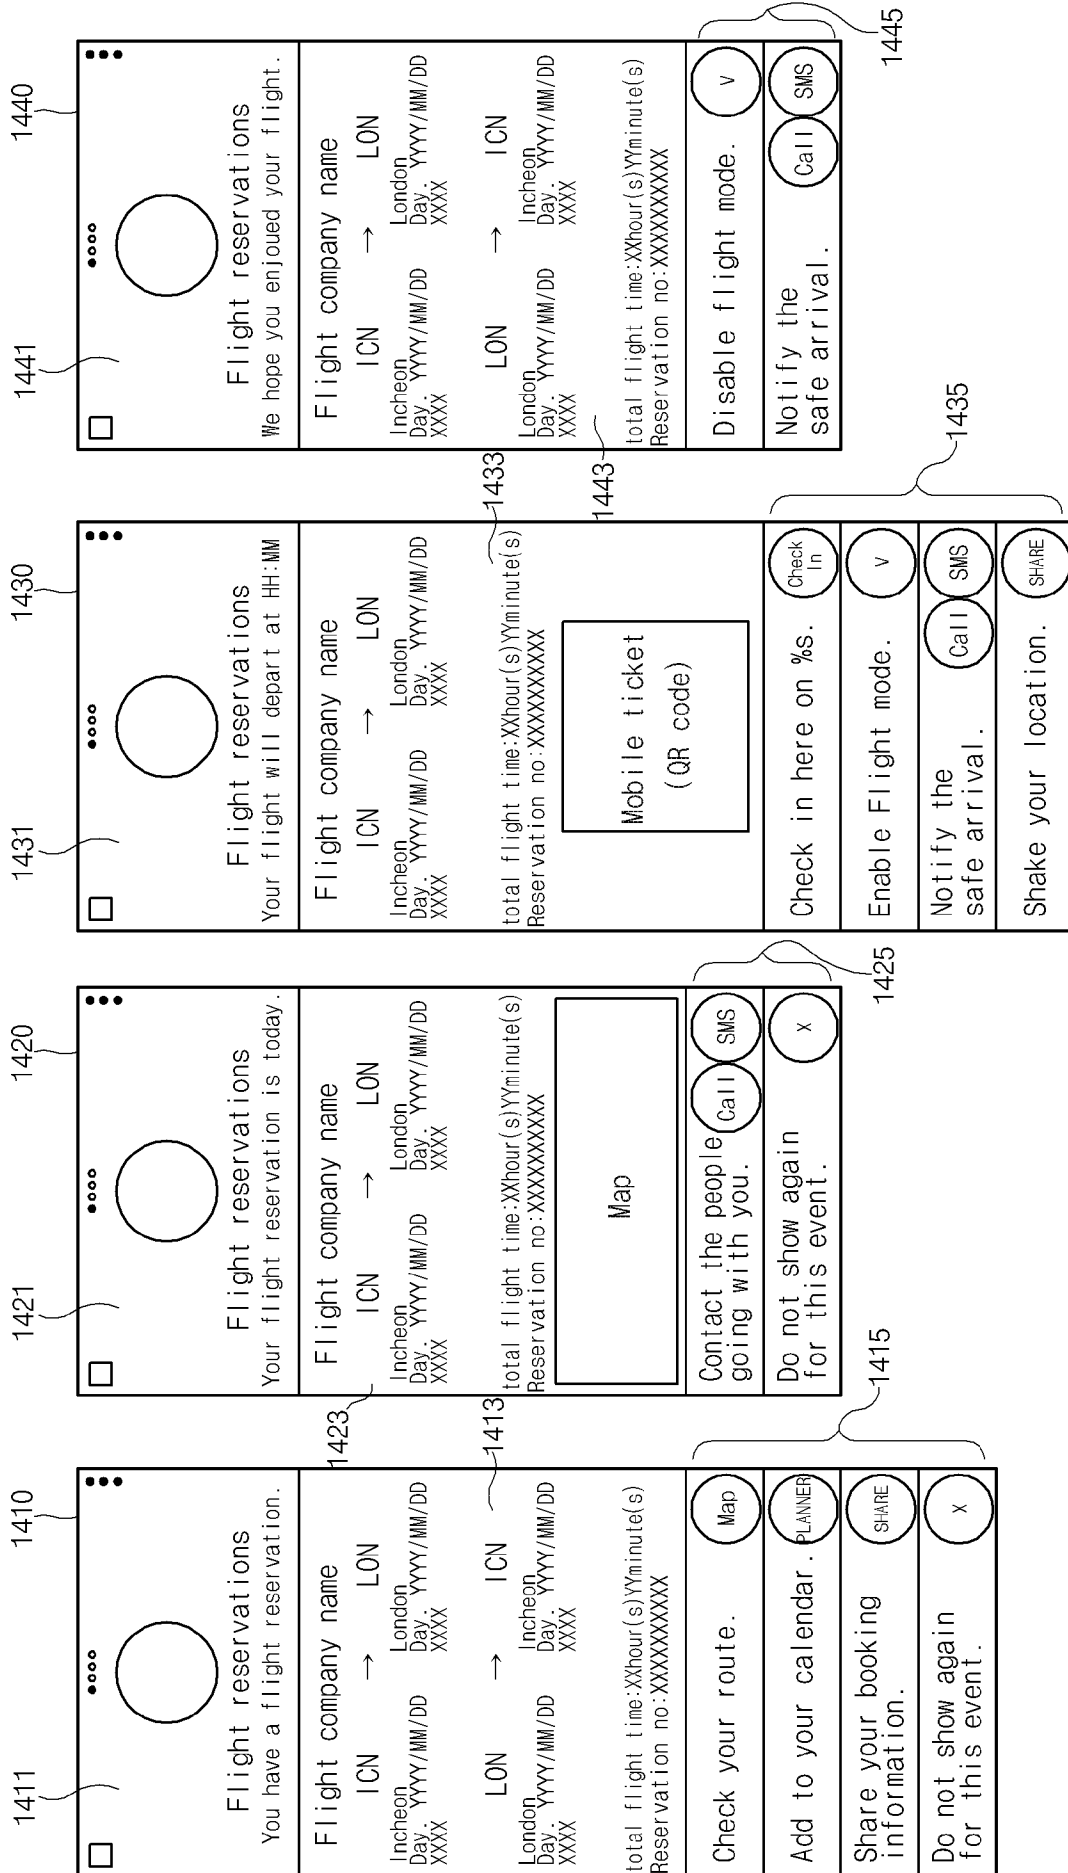 1410
1411
Flight reservations
You have a flight reservation.
Flight company name
ICN → LON
Incheon London
Day. YYYY/MM/DD Day. YYYY/MM/DD
XXXX XXXX
1413
LON → ICN
London Incheon
Day. YYYY/MM/DD Day. YYYY/MM/DD
XXXX XXXX
total flight time:XXhour(s)YYminute(s)
Reservation no:XXXXXXXXXXX
Check your route. Map
Add to your calendar. PLANNER
Share your booking
information. SHARE
Do not show again
for this event. X
1415
1420
1421
Flight reservations
Your flight reservation is today.
1423
Flight company name
ICN → LON
Incheon London
Day. YYYY/MM/DD Day. YYYY/MM/DD
XXXX XXXX
total flight time:XXhour(s)YYminute(s)
Reservation no:XXXXXXXXXXX
Map
Contact the people
going with you. Call SMS
Do not show again
for this event. X
1425
1430
1431
Flight reservations
Your flight will depart at HH:MM
Flight company name
ICN → LON
Incheon London
Day. YYYY/MM/DD Day. YYYY/MM/DD
XXXX XXXX
1433
total flight time:XXhour(s)YYminute(s)
Reservation no:XXXXXXXXXXX
Mobile ticket
(QR code)
Check in here on %s. Check In
Enable Flight mode. V
Notify the
safe arrival. Call SMS
Shake your location. SHARE
1435
1440
1441
Flight reservations
We hope you enjoued your flight.
Flight company name
ICN → LON
Incheon London
Day. YYYY/MM/DD Day. YYYY/MM/DD
XXXX XXXX
LON → ICN
London Incheon
Day. YYYY/MM/DD Day. YYYY/MM/DD
XXXX XXXX
1443
total flight time:XXhour(s)YYminute(s)
Reservation no:XXXXXXXXXXX
Disable flight mode. V
Notify the
safe arrival. Call SMS
1445